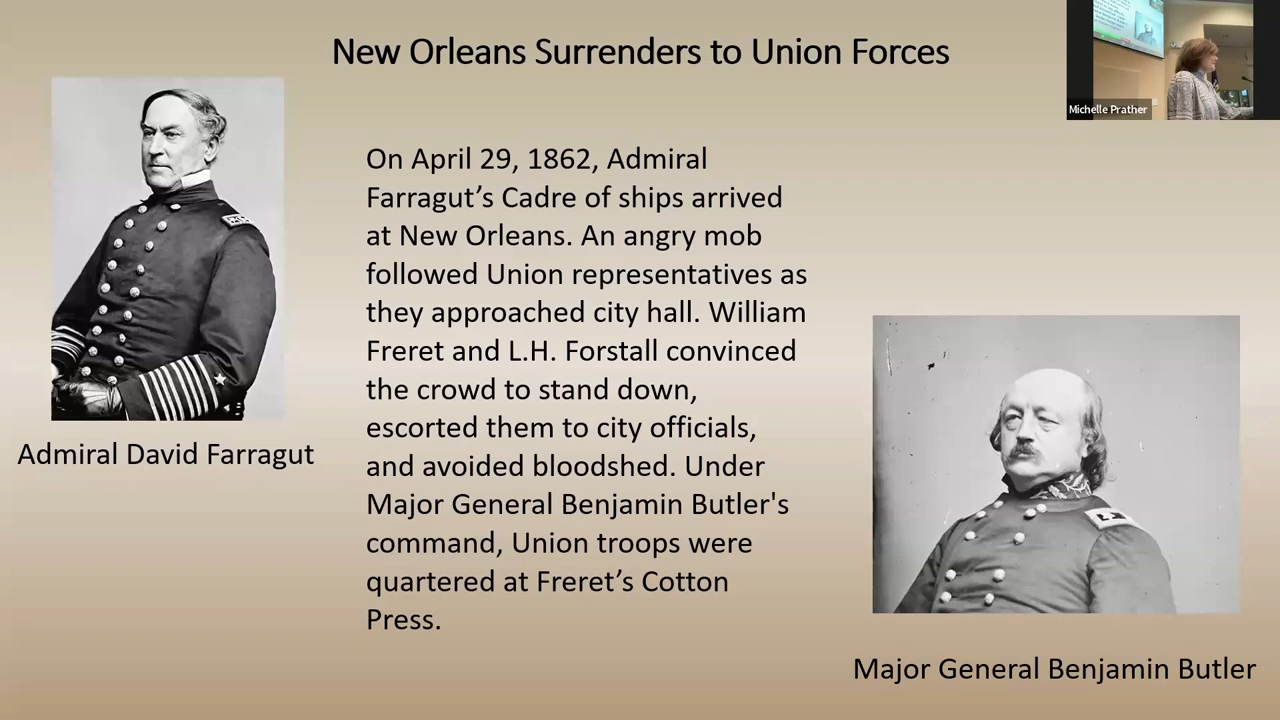 New Orleans Surrenders to Union Forces
Michelle Prather
On April 29, 1862, Admiral
Farragut’s Cadre of ships arrived
at New Orleans. An angry mob
followed Union representatives as
they approached city hall. William
Freret and L.H. Forstall convinced
the crowd to stand down,
escorted them to city officials,
and avoided bloodshed. Under
Major General Benjamin Butler's
command, Union troops were
quartered at Freret’s Cotton
Press.
Admiral David Farragut
Major General Benjamin Butler